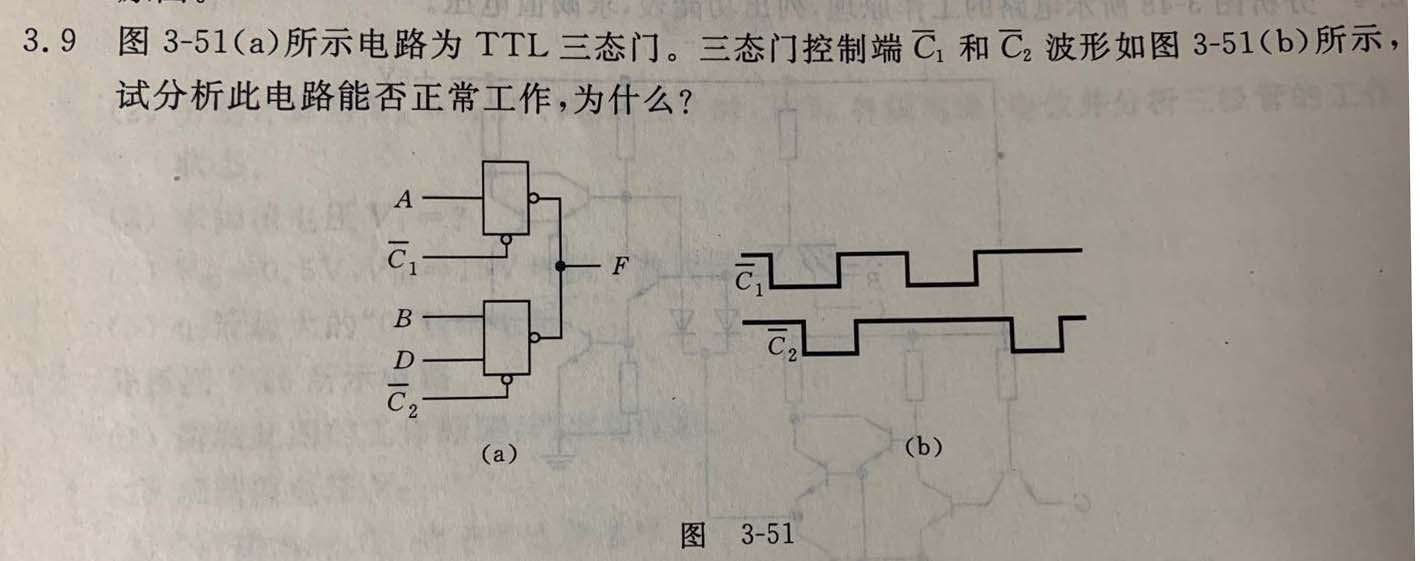 3.9 图 3-51(a)所示电路为 TTL 三态门。三态门控制端 C̅₁ 和 C̅₂ 波形如图 3-51(b)所示,
试分析此电路能否正常工作,为什么?
A
C̅₁
F
B
D
C̅₂
(a)
C̅₁
C̅₂
(b)
图 3-51